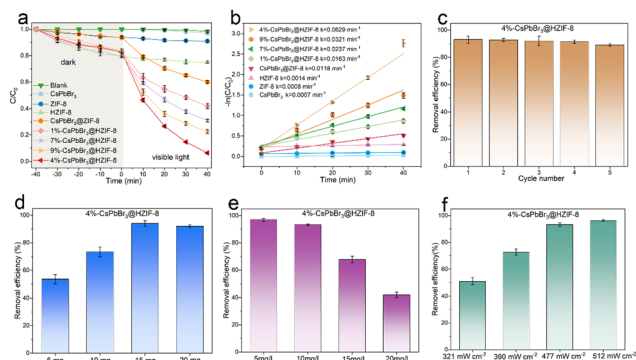 a
C/C₀
1.0
0.8
0.6
0.4
0.2
0.0
dark
visible light
Blank
CsPbBr₃
ZIF-8
HZIF-8
CsPbBr₃@ZIF-8
1%-CsPbBr₃@HZIF-8
7%-CsPbBr₃@HZIF-8
9%-CsPbBr₃@HZIF-8
4%-CsPbBr₃@HZIF-8
-40 -30 -20 -10 0 10 20 30 40
Time (min)
b
-ln(C/C₀)
3.5
3.0
2.5
2.0
1.5
1.0
0.5
0.0
4%-CsPbBr₃@HZIF-8 k=0.0629 min⁻¹
k=0.0321 min⁻¹
k=0.0237 min⁻¹
1%-CsPbBr₃@HZIF-8 k=0.0163 min⁻¹
CsPbBr₃@ZIF-8 k=0.0118 min⁻¹
HZIF-8 k=0.0014 min⁻¹
ZIF-8 k=0.0008 min⁻¹
CsPbBr₃ k=0.0007 min⁻¹
0 10 20 30 40
Time (min)
c
4%-CsPbBr₃@HZIF-8
Removal efficiency (%)
100
80
60
40
20
0
1 2 3 4 5
Cycle number
d
4%-CsPbBr₃@HZIF-8
Removal efficiency (%)
100
80
60
40
20
0
e
4%-CsPbBr₃@HZIF-8
Removal efficiency (%)
100
80
60
40
20
0
5mg/l 10mg/l 15mg/l 20mg/l
f
4%-CsPbBr₃@HZIF-8
Removal efficiency(%)
100
80
60
40
20
0
321 mW cm⁻² 390 mW cm⁻² 477 mW cm⁻² 512 mW cm⁻²